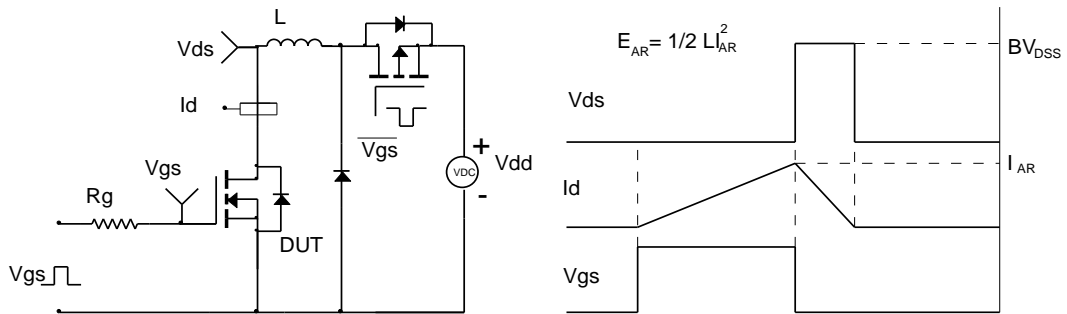 L
Vds
Id
Vgs
Rg
DUT
Vgs
Vgs
VDC
+
Vdd
-
E_AR = 1/2 LI_AR^2
BV_DSS
Vds
I_AR
Id
Vgs